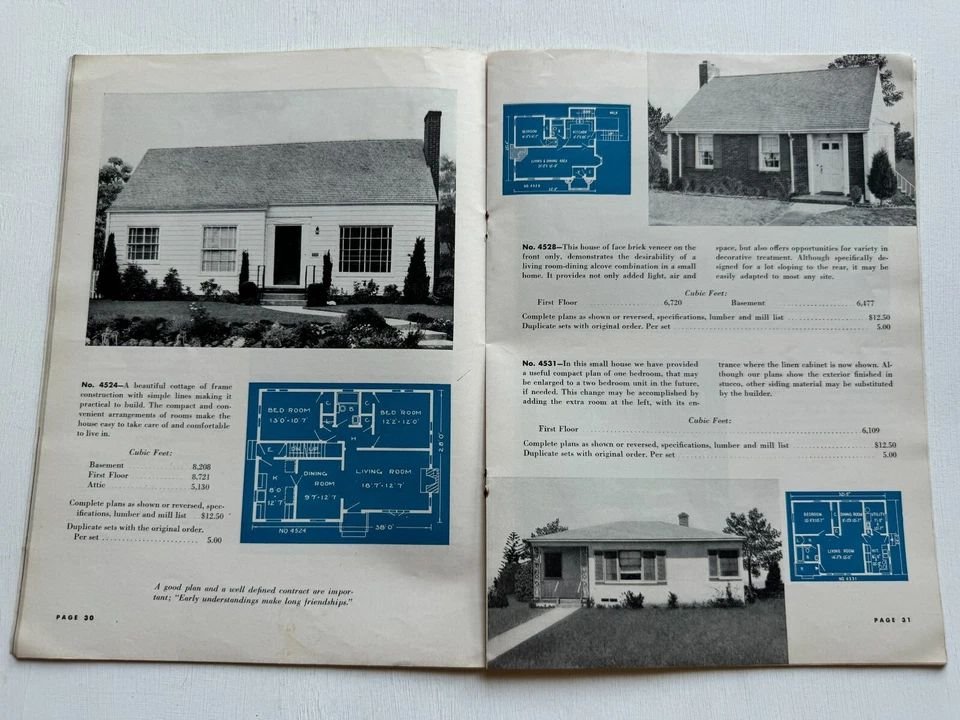 No. 4524—A beautiful cottage of frame
construction with simple lines making it
practical to build. The compact and con-
venient arrangements of rooms make the
house easy to take care of and comfortable
to live in.
Cubic Feet:
Basement . . . . . . . . . . . . 8,208
First Floor . . . . . . . . . . . 8,721
Attic . . . . . . . . . . . . . . . 5,130
Complete plans as shown or reversed, spec-
ifications, lumber and mill list . . $12.50
Duplicate sets with the original order.
Per set . . . . . . . . . . . . . . . . . . . . 5.00
BED ROOM
13'0"·10'7"
C
B
C
BED ROOM
12'2"·12'0"
H
E
DN UP
K
8'0"
12'7"
DINING
ROOM
9'7"·12'7"
LIVING ROOM
18'7"·12'7"
28'0"
38'0"
NO 4524
A good plan and a well defined contract are impor-
tant; "Early understandings make long friendships."
PAGE 30
BEDROOM
KITCHEN
NO 4528
No. 4528—This house of face brick veneer on the
front only, demonstrates the desirability of a
living room-dining alcove combination in a small
home. It provides not only added light, air and
space, but also offers opportunities for variety in
decorative treatment. Although specifically de-
signed for a lot sloping to the rear, it may be
easily adapted to most any site.
Cubic Feet:
First Floor . . . . . . . . . . 6,720 Basement . . . . . . . . . . 6,477
Complete plans as shown or reversed, specifications, lumber and mill list . . . . . . . . $12.50
Duplicate sets with original order. Per set . . . . . . . . . . . . . . . . 5.00
No. 4531—In this small house we have provided
a useful compact plan of one bedroom, that may
be enlarged to a two bedroom unit in the future,
if needed. This change may be accomplished by
adding the extra room at the left, with its en-
trance where the linen cabinet is now shown. Al-
though our plans show the exterior finished in
stucco, other siding material may be substituted
by the builder.
Cubic Feet:
First Floor . . . . . . . . . . . . . . . . . . . . 6,109
Complete plans as shown or reversed, specifications, lumber and mill list . . . . . . . . $12.50
Duplicate sets with original order. Per set . . . . . . . . . . . . . . . . 5.00
BEDROOM
C
DINING ROOM
UTILITY
LIVING ROOM
KIT.
NO 4531
PAGE 31